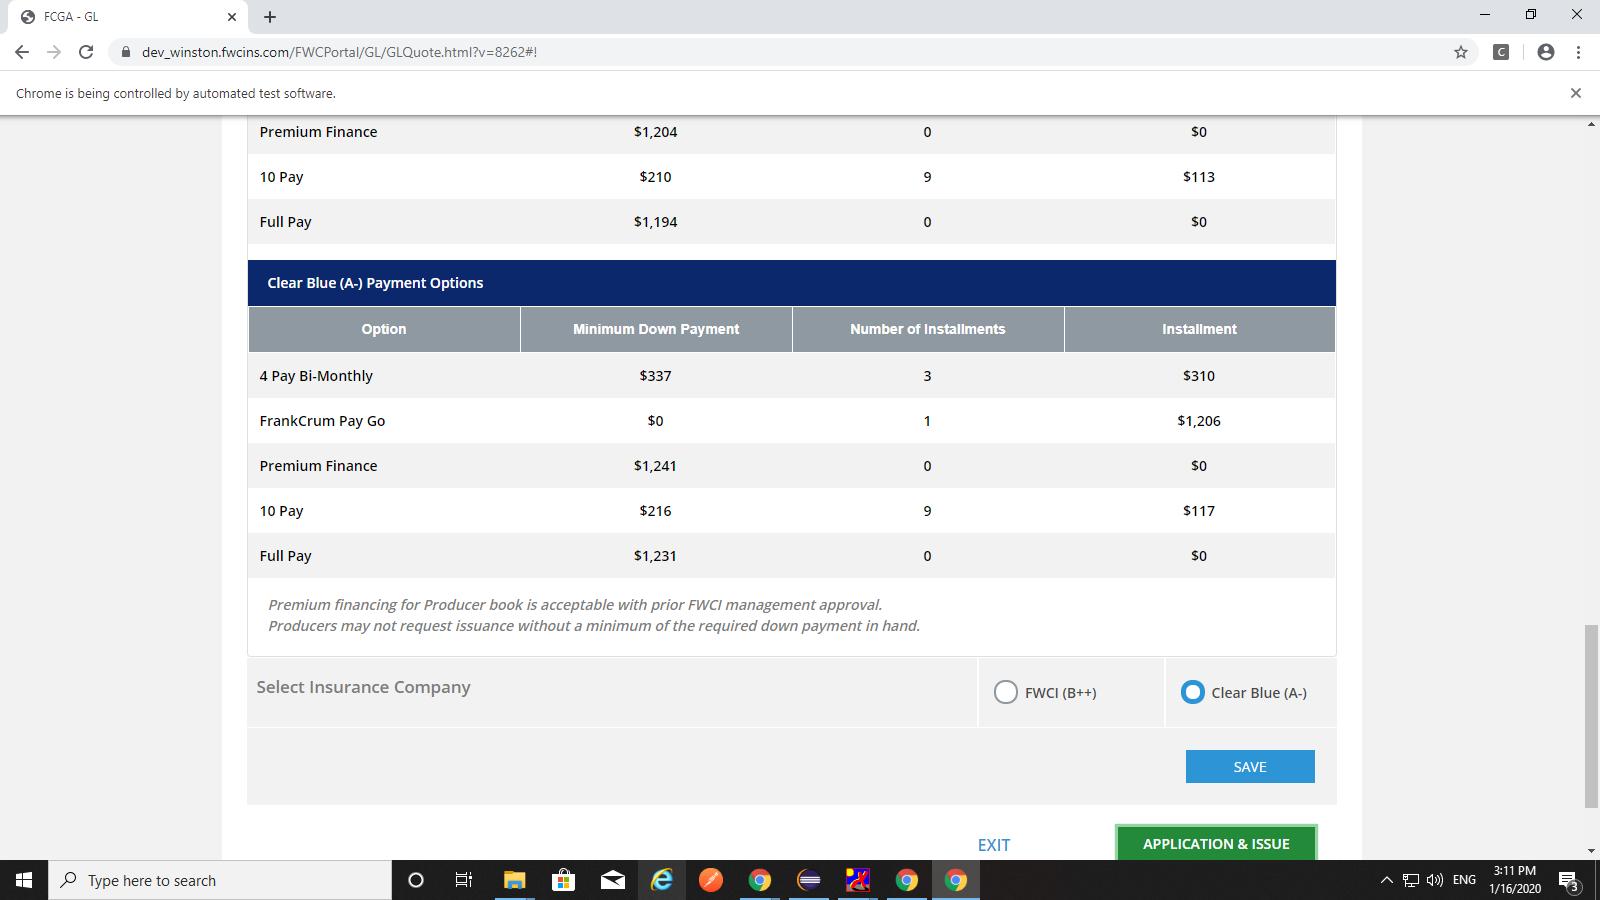 FCGA - GL
dev_winston.fwcins.com/FWCPortal/GL/GLQuote.html?v=8262#!
C
Chrome is being controlled by automated test software.
Premium Finance $1,204 0 $0
10 Pay $210 9 $113
Full Pay $1,194 0 $0
Clear Blue (A-) Payment Options
Option Minimum Down Payment Number of Installments Installment
4 Pay Bi-Monthly $337 3 $310
FrankCrum Pay Go $0 1 $1,206
Premium Finance $1,241 0 $0
10 Pay $216 9 $117
Full Pay $1,231 0 $0
Premium financing for Producer book is acceptable with prior FWCI management approval.
Producers may not request issuance without a minimum of the required down payment in hand.
Select Insurance Company FWCI (B++) Clear Blue (A-)
SAVE
EXIT APPLICATION & ISSUE
Type here to search ENG 3:11 PM
1/16/2020 3